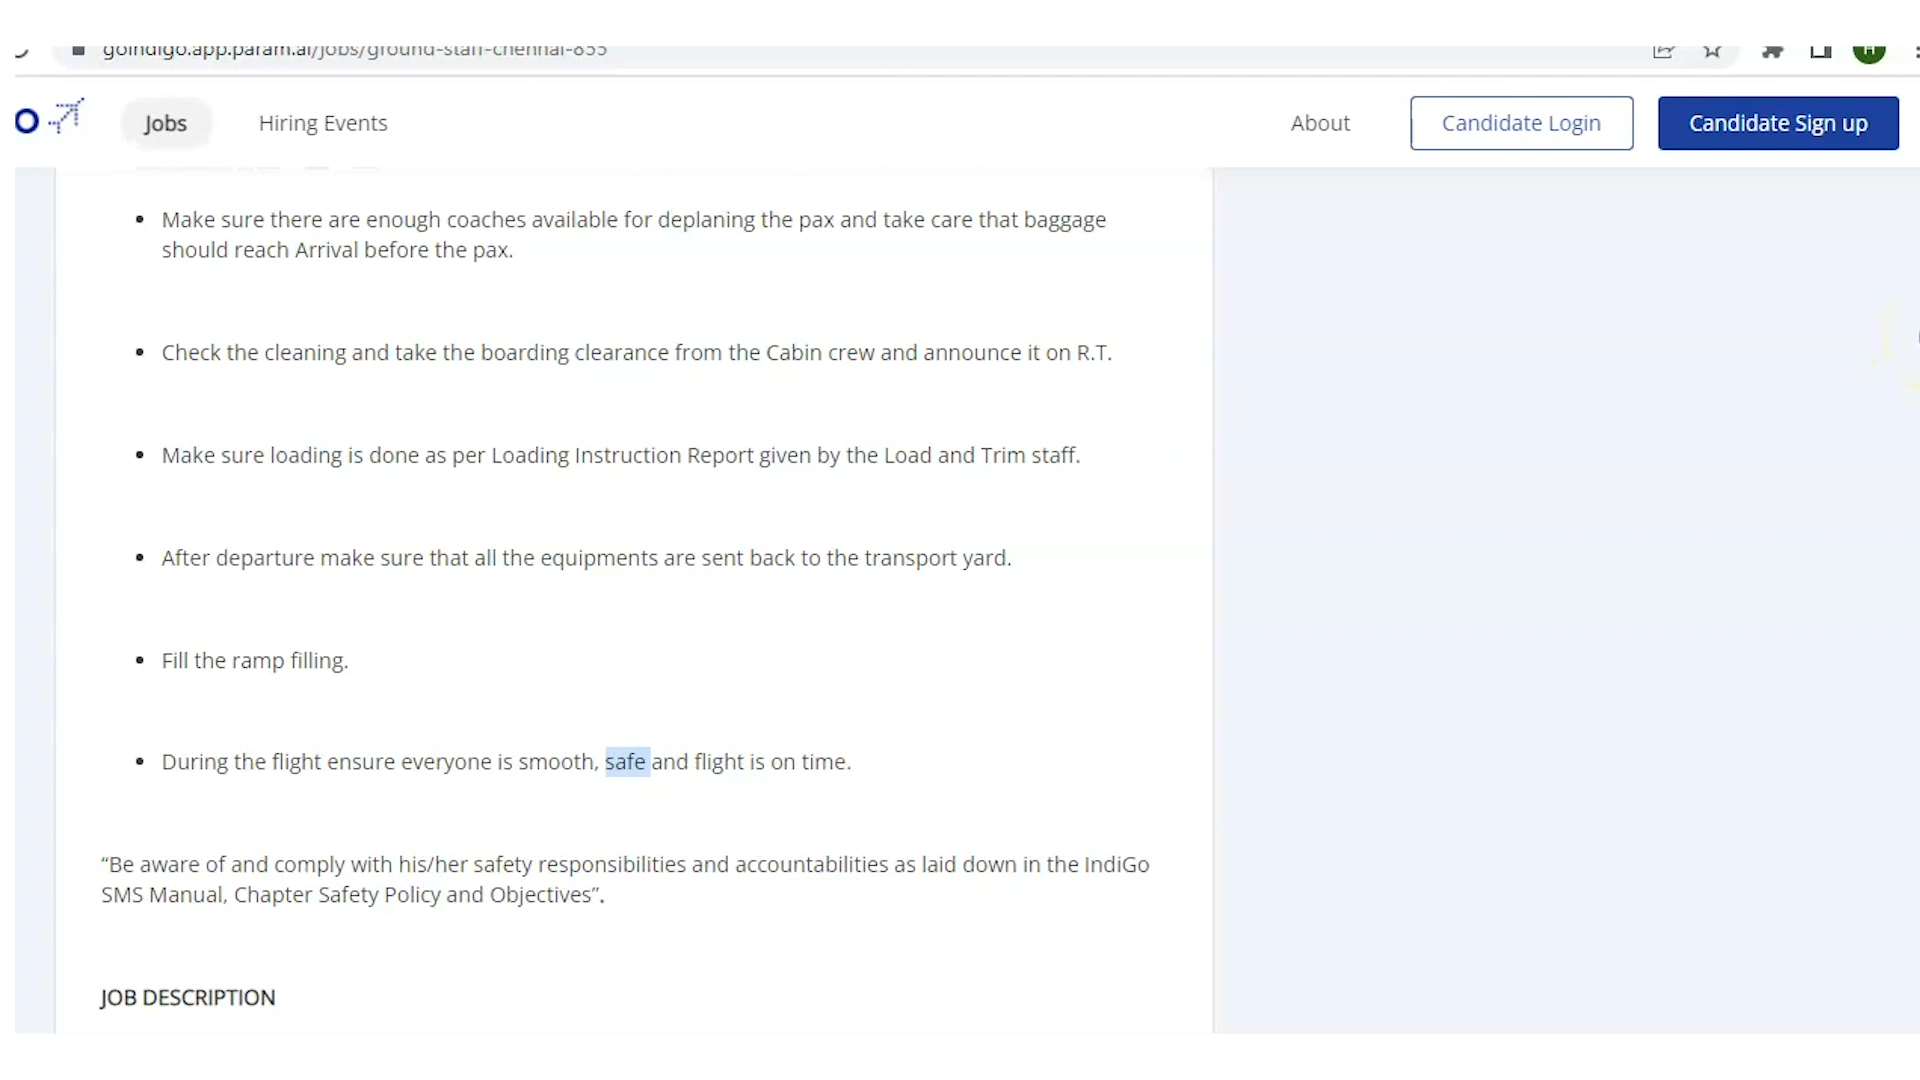 goindigo.app.param.ai/jobs/ground-staff-chennai-855
H
O
Jobs
Hiring Events
About
Candidate Login
Candidate Sign up
• Make sure there are enough coaches available for deplaning the pax and take care that baggage
should reach Arrival before the pax.
• Check the cleaning and take the boarding clearance from the Cabin crew and announce it on R.T.
• Make sure loading is done as per Loading Instruction Report given by the Load and Trim staff.
• After departure make sure that all the equipments are sent back to the transport yard.
• Fill the ramp filling.
• During the flight ensure everyone is smooth, safe and flight is on time.
“Be aware of and comply with his/her safety responsibilities and accountabilities as laid down in the IndiGo
SMS Manual, Chapter Safety Policy and Objectives”.
JOB DESCRIPTION